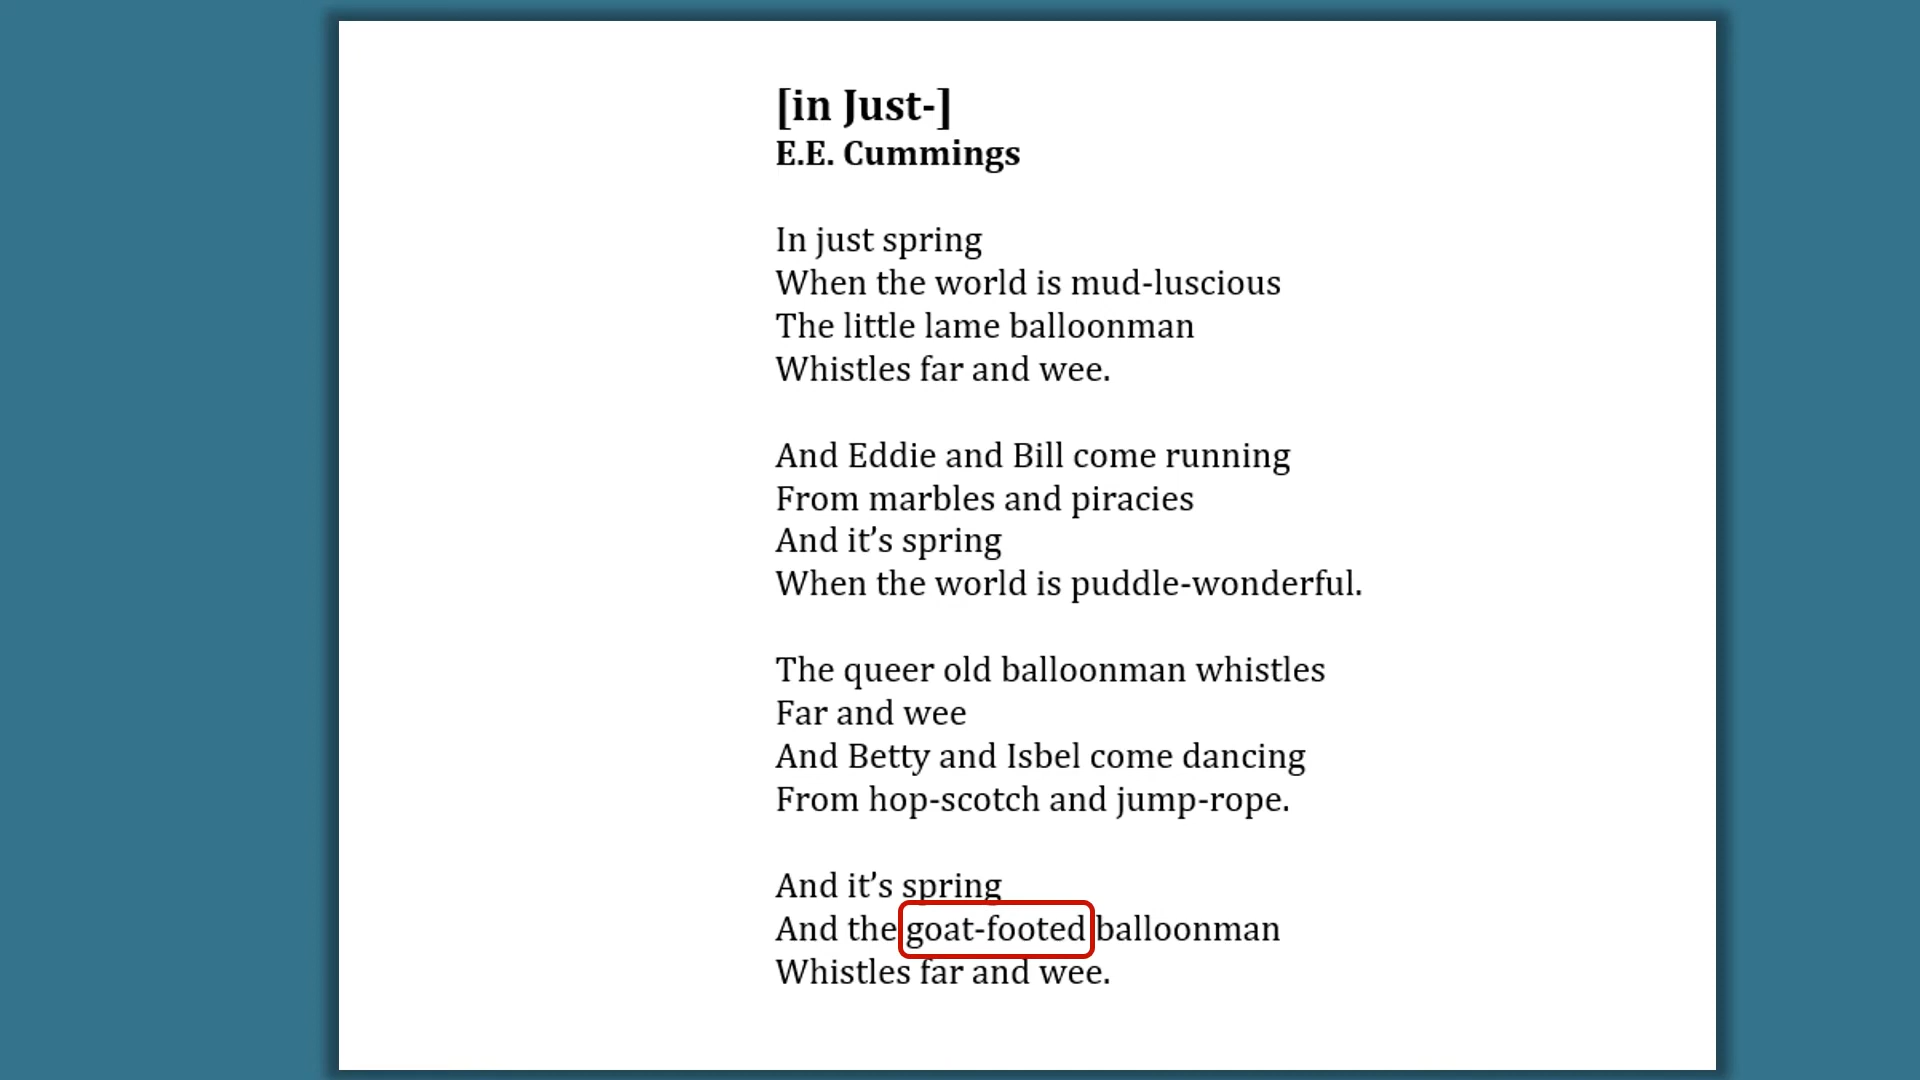 [in Just-]
E.E. Cummings
In just spring
When the world is mud-luscious
The little lame balloonman
Whistles far and wee.
And Eddie and Bill come running
From marbles and piracies
And it’s spring
When the world is puddle-wonderful.
The queer old balloonman whistles
Far and wee
And Betty and Isbel come dancing
From hop-scotch and jump-rope.
And it’s spring
And the goat-footed balloonman
Whistles far and wee.